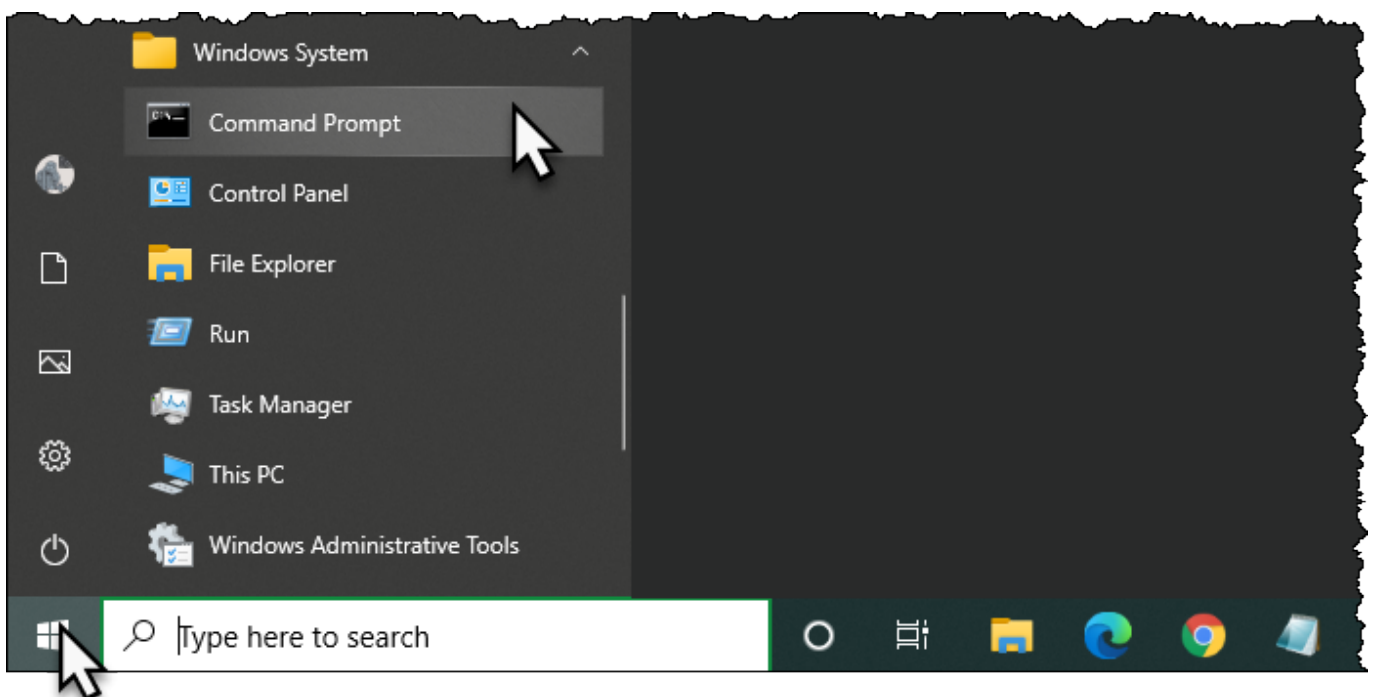 Windows System
Command Prompt
Control Panel
File Explorer
Run
Task Manager
This PC
Windows Administrative Tools
Type here to search